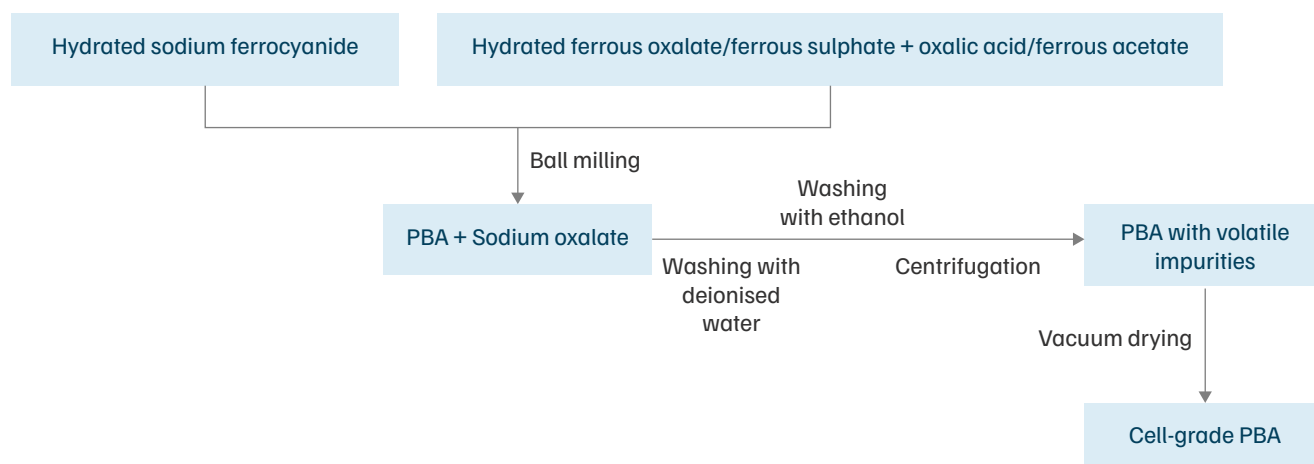 Hydrated sodium ferrocyanide
Hydrated ferrous oxalate/ferrous sulphate + oxalic acid/ferrous acetate
Ball milling
Washing
with ethanol
PBA + Sodium oxalate
PBA with volatile
impurities
Washing with
deionised
water
Centrifugation
Vacuum drying
Cell-grade PBA